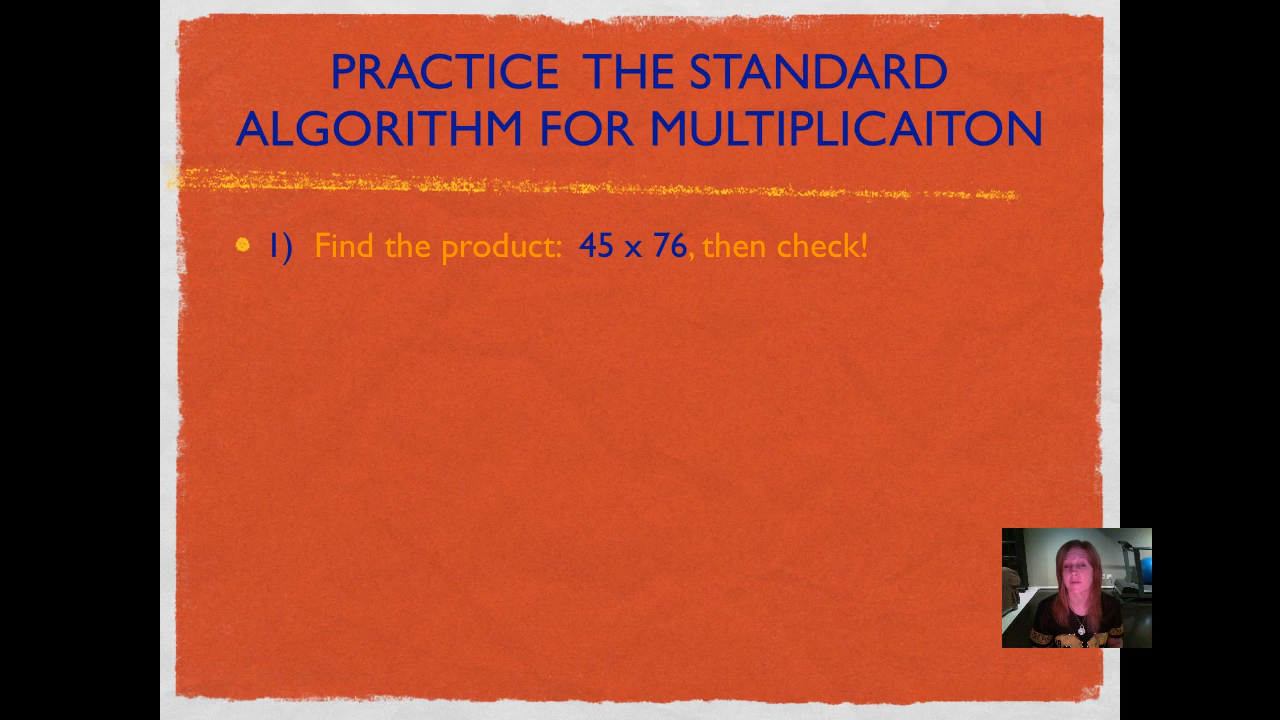 PRACTICE THE STANDARD
ALGORITHM FOR MULTIPLICAITON
1) Find the product: 45 x 76, then check!